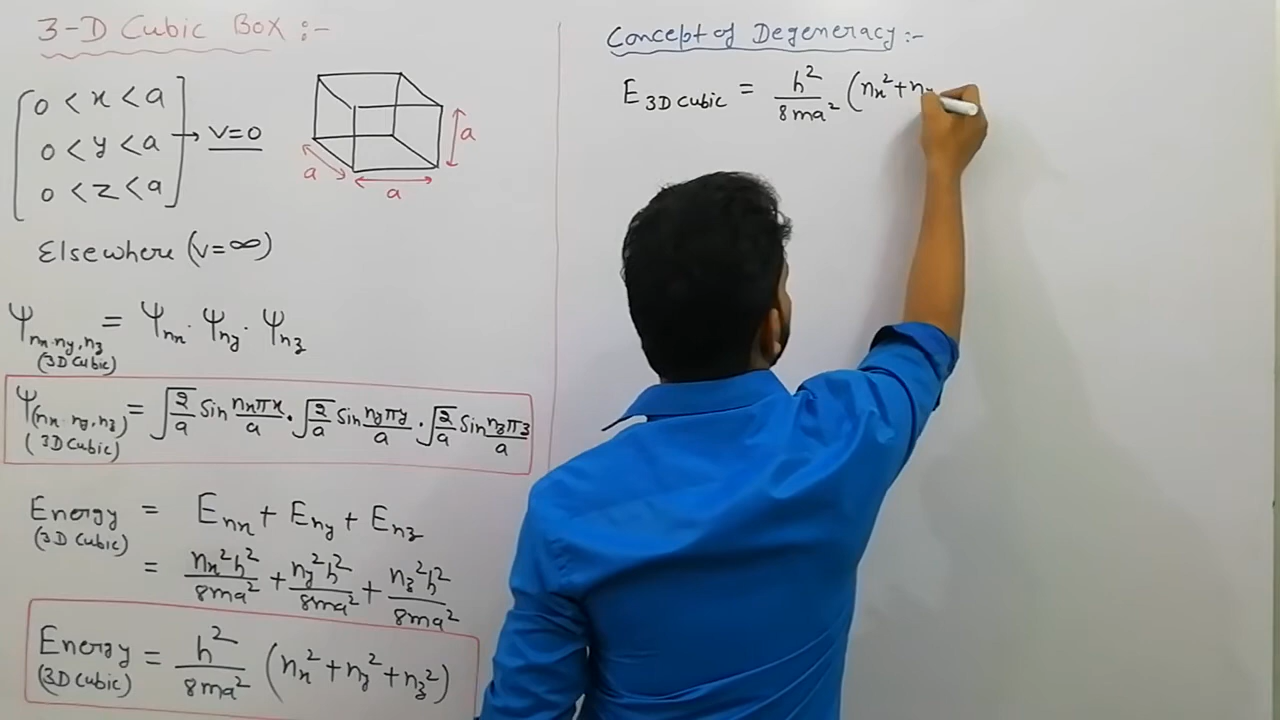 3-D Cubic Box :-
0 < x < a
0 < y < a → V=0
0 < z < a
a
a
a
Elsewhere (V=∞)
Ψnx.ny,nz = Ψnx . Ψny . Ψnz
(3D Cubic)
Ψ(nx.ny,nz) = √2/a Sin nxπx/a . √2/a Sin nyπy/a . √2/a Sin nzπz/a
(3D Cubic)
Energy = Enx + Eny + Enz
(3D Cubic)
= nx²h²/8ma² + ny²h²/8ma² + nz²h²/8ma²
Energy = h²/8ma² (nx² + ny² + nz²)
(3D Cubic)
Concept of Degeneracy :-
E3D Cubic = h²/8ma² (nx² + n